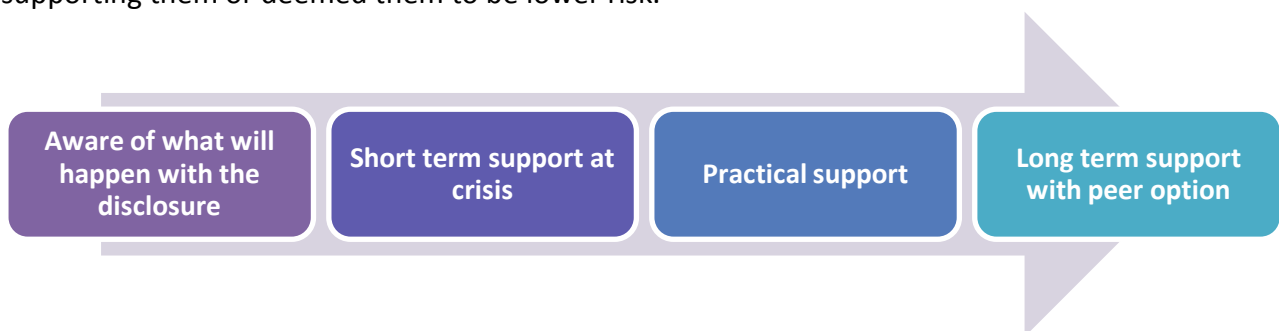 supporting them or deemed them to be lower risk.
Aware of what will
happen with the
disclosure
Short term support at
crisis
Practical support
Long term support
with peer option